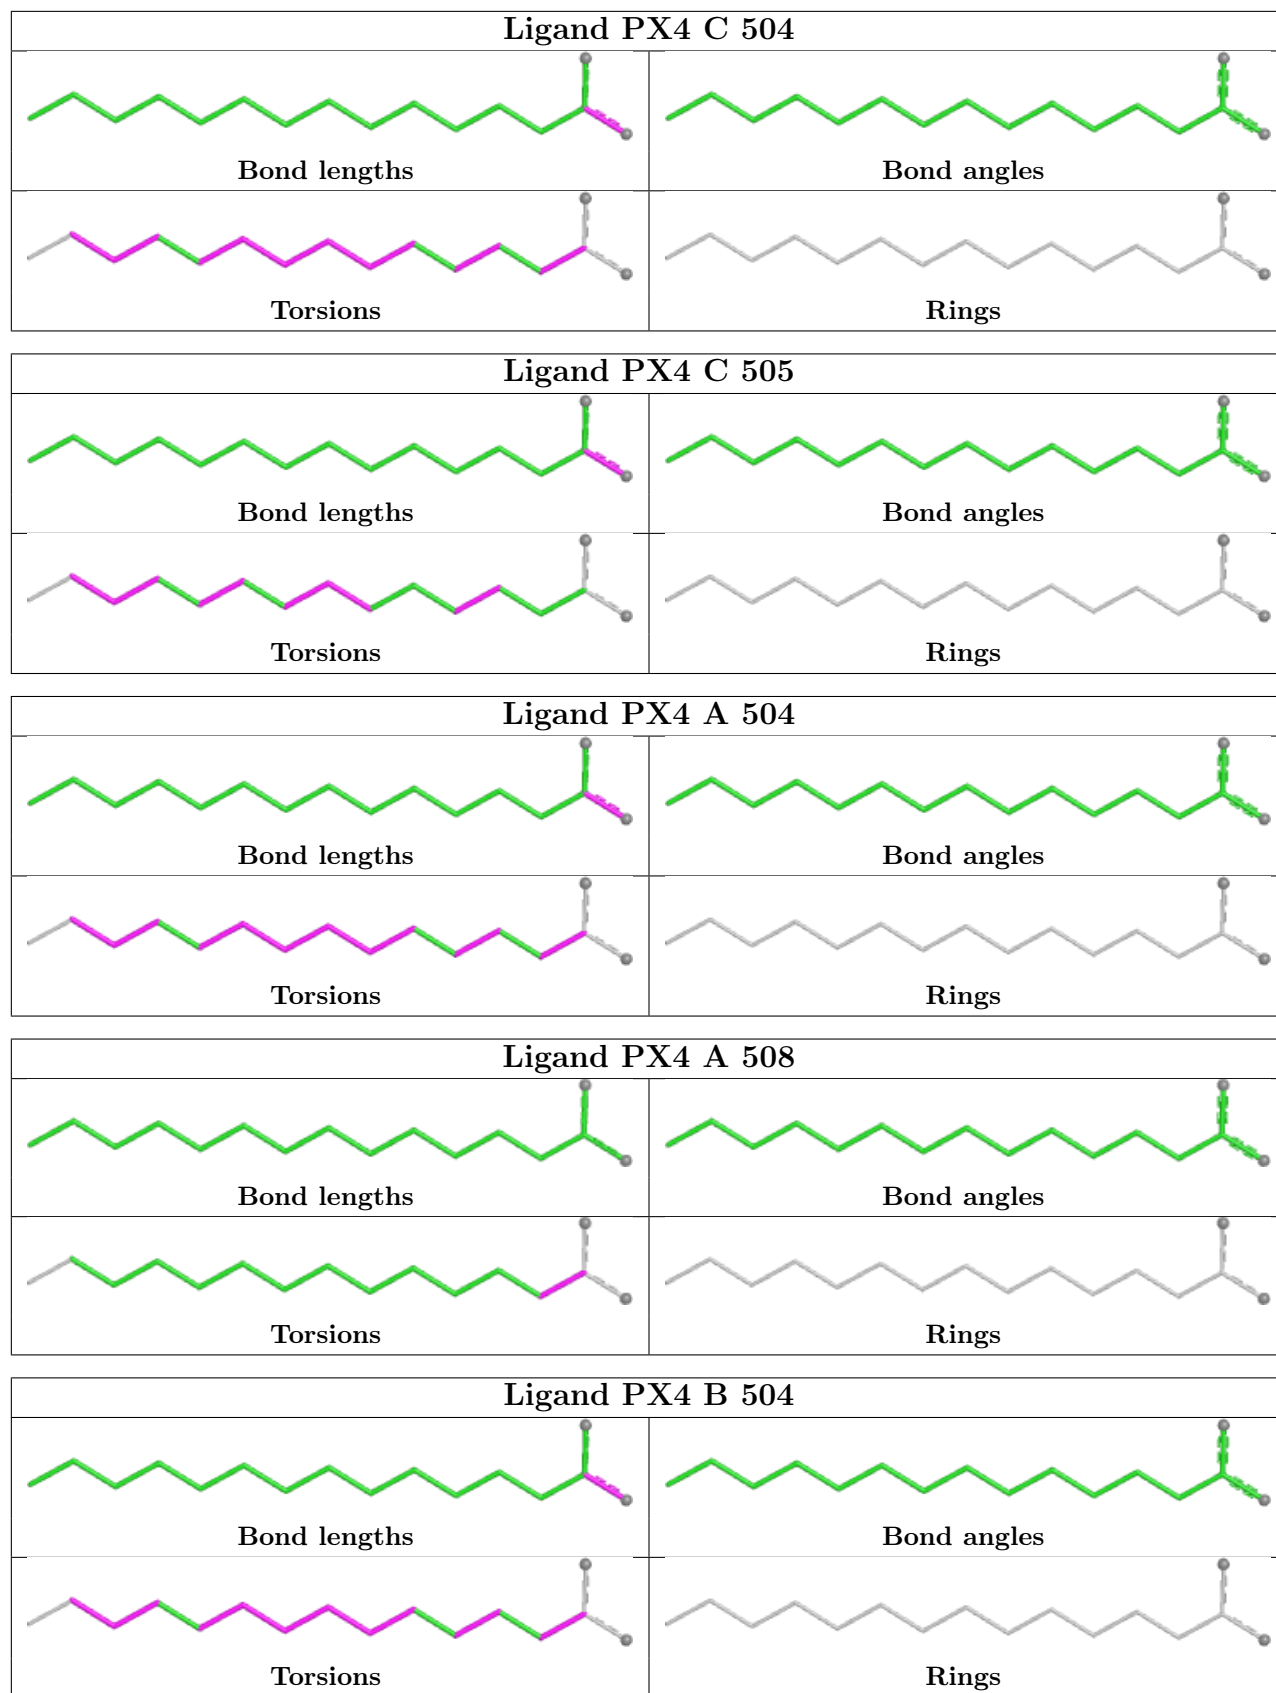 Ligand PX4 C 504
Bond lengths
Bond angles
Torsions
Rings
Ligand PX4 C 505
Bond lengths
Bond angles
Torsions
Rings
Ligand PX4 A 504
Bond lengths
Bond angles
Torsions
Rings
Ligand PX4 A 508
Bond lengths
Bond angles
Torsions
Rings
Ligand PX4 B 504
Bond lengths
Bond angles
Torsions
Rings